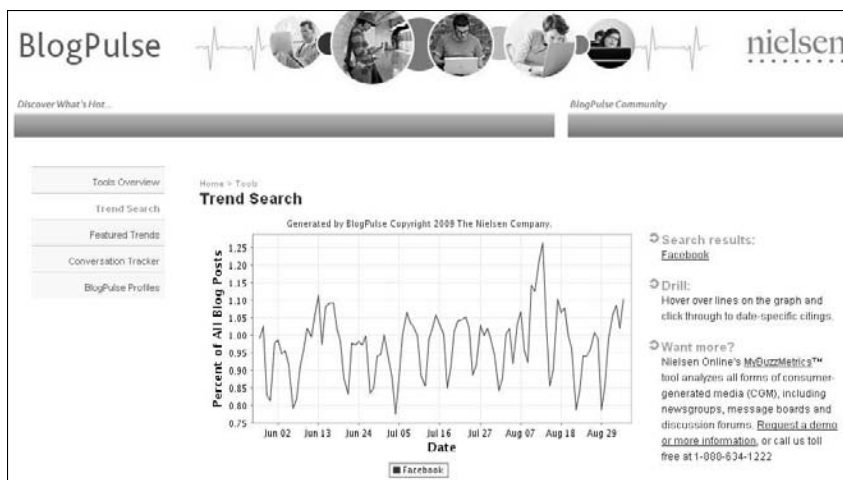 BlogPulse
nielsen
Discover What's Hot...
BlogPulse Community
Tools Overview
Trend Search
Featured Trends
Conversation Tracker
BlogPulse Profiles
Home > Tools
Trend Search
Generated by BlogPulse Copyright 2009 The Nielsen Company.
Percent of All Blog Posts
1.25
1.20
1.15
1.10
1.05
1.00
0.95
0.90
0.85
0.80
0.75
Jun 02 Jun 13 Jun 24 Jul 05 Jul 16 Jul 27 Aug 07 Aug 18 Aug 29
Date
Facebook
Search results:
Facebook
Drill:
Hover over lines on the graph and
click through to date-specific citings.
Want more?
Nielsen Online's MyBuzzMetrics™
tool analyzes all forms of consumer-
generated media (CGM), including
newsgroups, message boards and
discussion forums. Request a demo
or more information, or call us toll
free at 1-888-634-1222